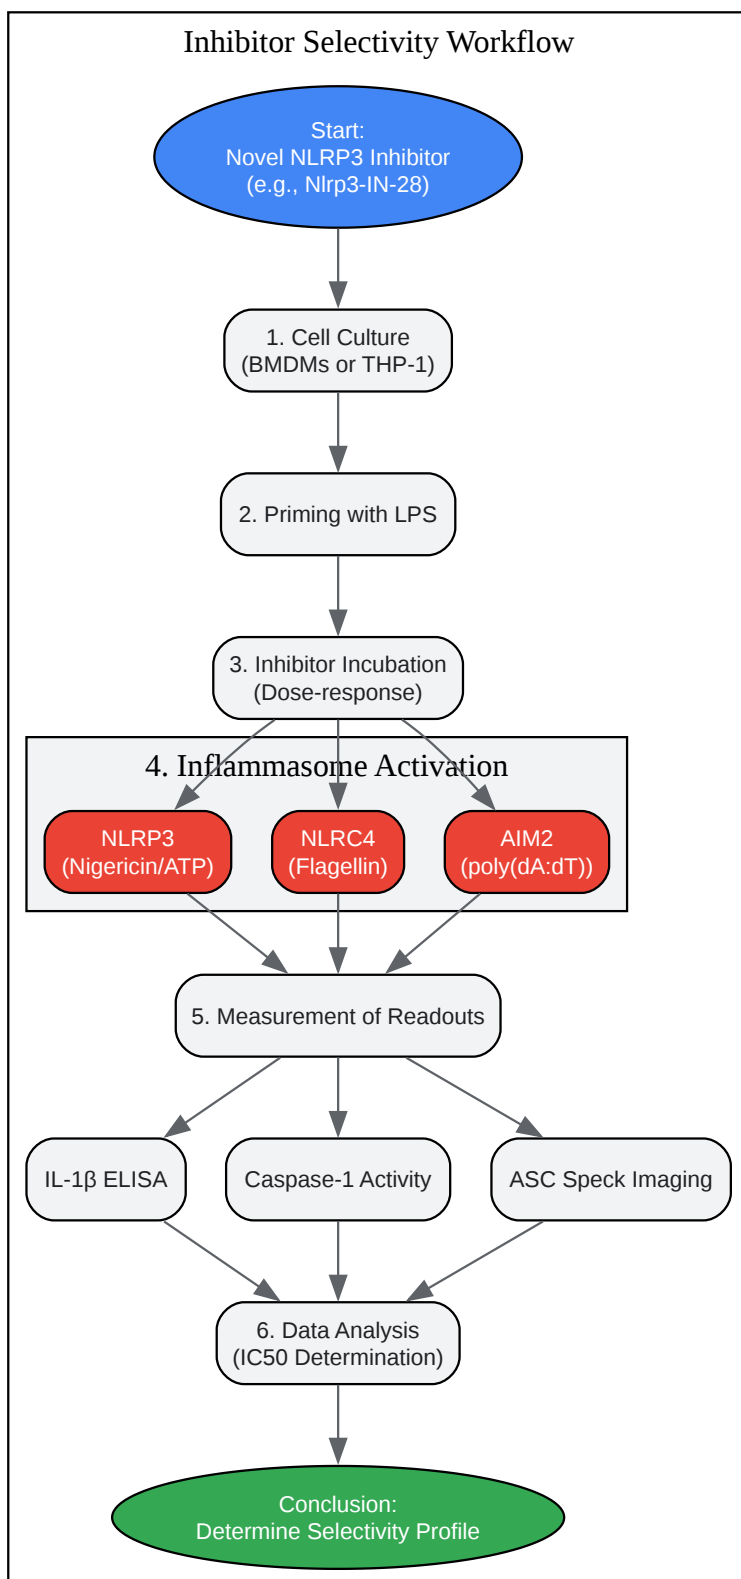 Inhibitor Selectivity Workflow
Start:
Novel NLRP3 Inhibitor
(e.g., Nlrp3-IN-28)
1. Cell Culture
(BMDMs or THP-1)
2. Priming with LPS
3. Inhibitor Incubation
(Dose-response)
4. Inflammasome Activation
NLRP3
(Nigericin/ATP)
NLRC4
(Flagellin)
AIM2
(poly(dA:dT))
5. Measurement of Readouts
IL-1β ELISA
Caspase-1 Activity
ASC Speck Imaging
6. Data Analysis
(IC50 Determination)
Conclusion:
Determine Selectivity Profile